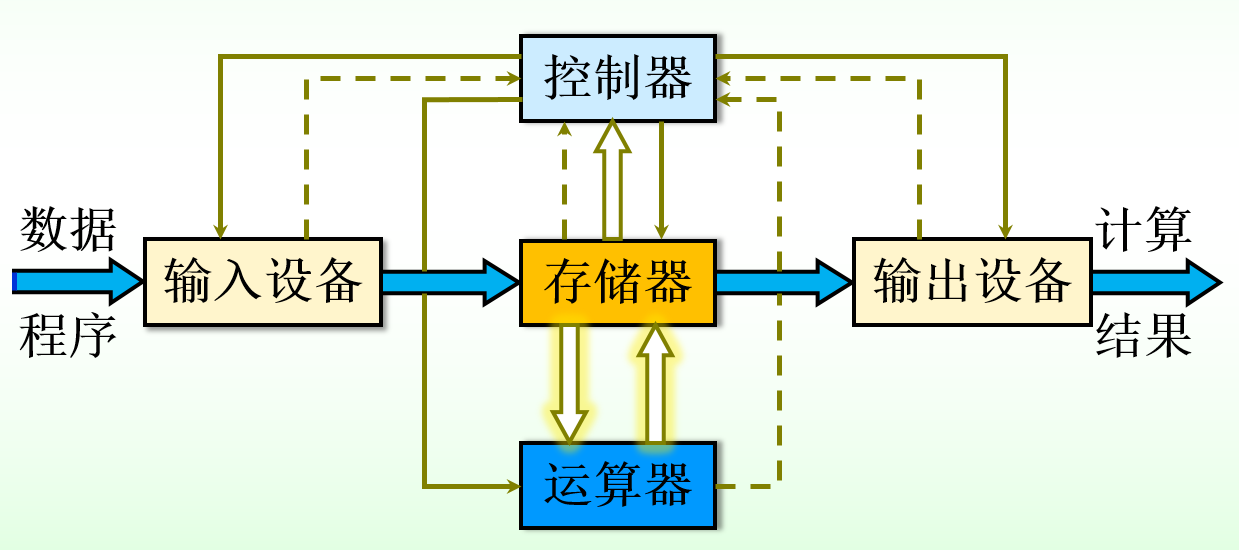 控制器
数据
程序
输入设备
存储器
输出设备
计算
结果
运算器